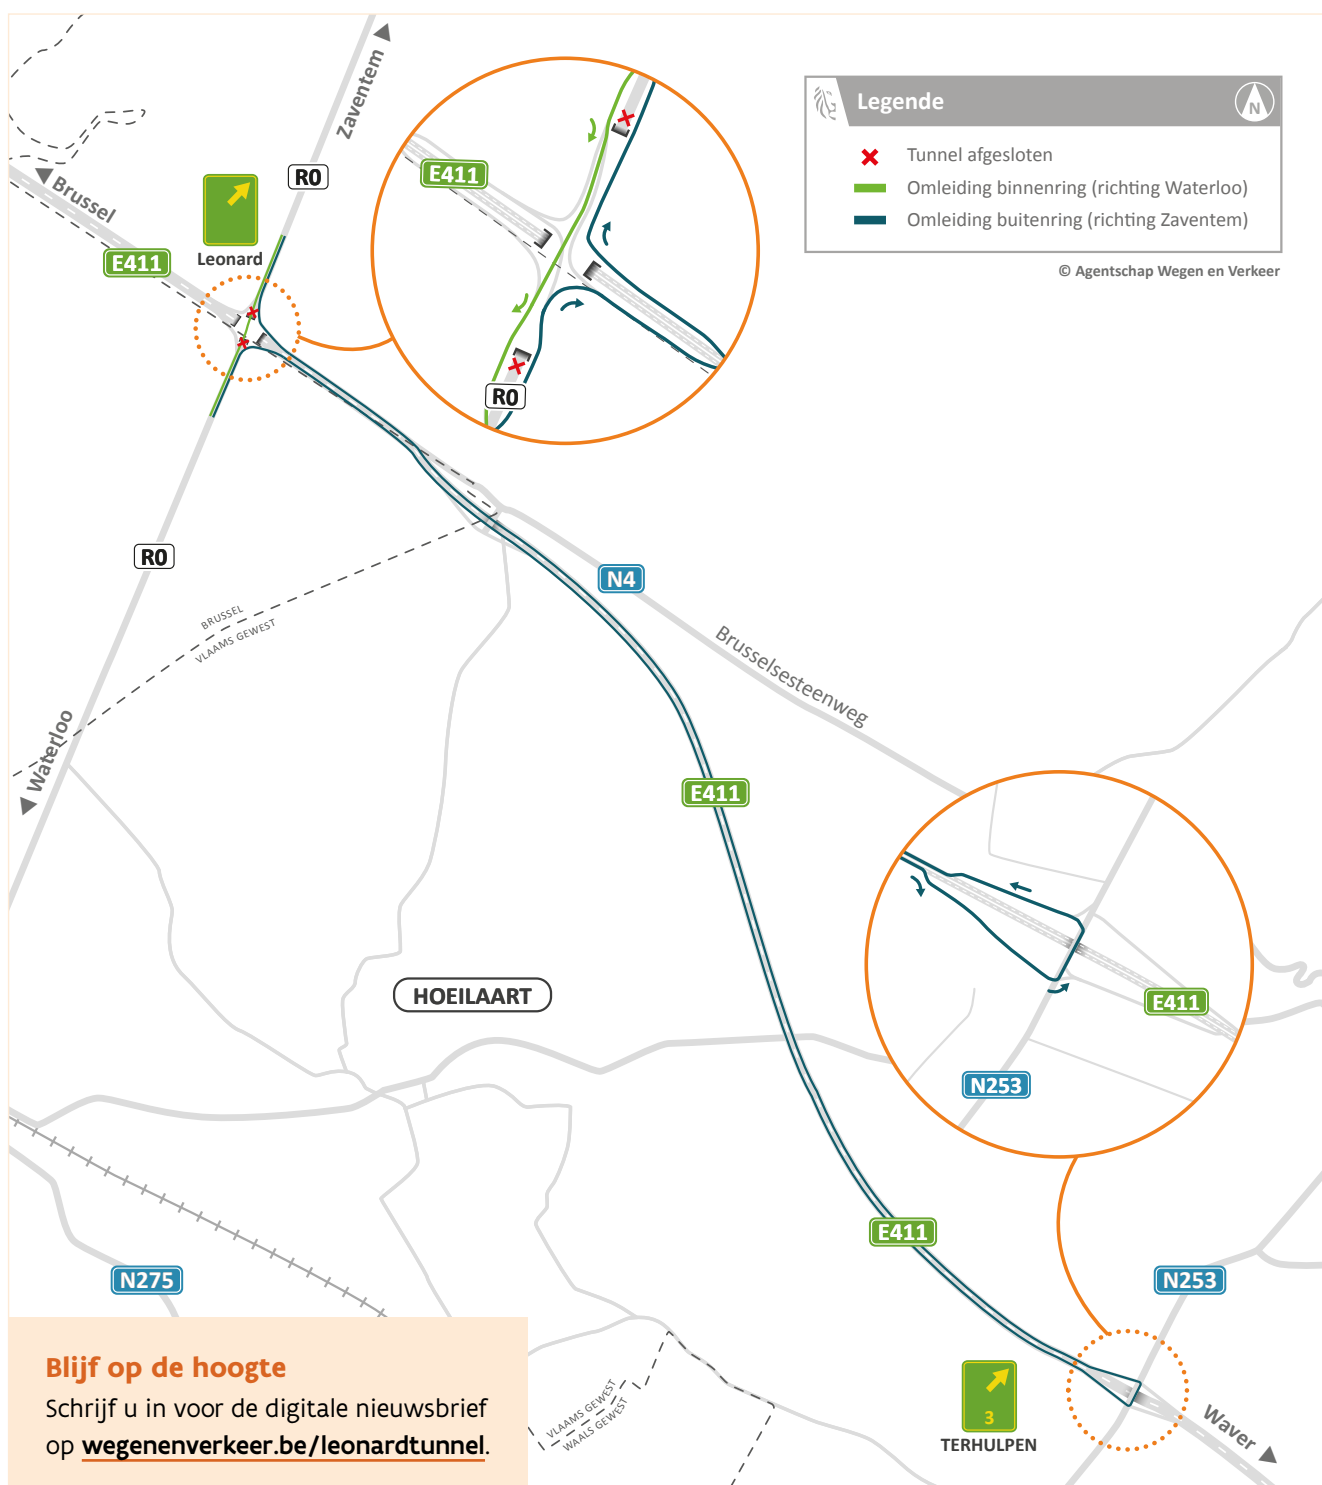 Zaventem
R0
Brussel
E411
Leonard
E411
R0
Legende
N
Tunnel afgesloten
Omleiding binnenring (richting Waterloo)
Omleiding buitenring (richting Zaventem)
© Agentschap Wegen en Verkeer
R0
N4
BRUSSEL
VLAAMS GEWEST
Brusselsesteenweg
Waterloo
E411
HOEILAART
E411
N253
E411
N275
N253
3
TERHULPEN
Waver
VLAAMS GEWEST
WAALS GEWEST
Blijf op de hoogte
Schrijf u in voor de digitale nieuwsbrief
op wegenenverkeer.be/leonardtunnel.